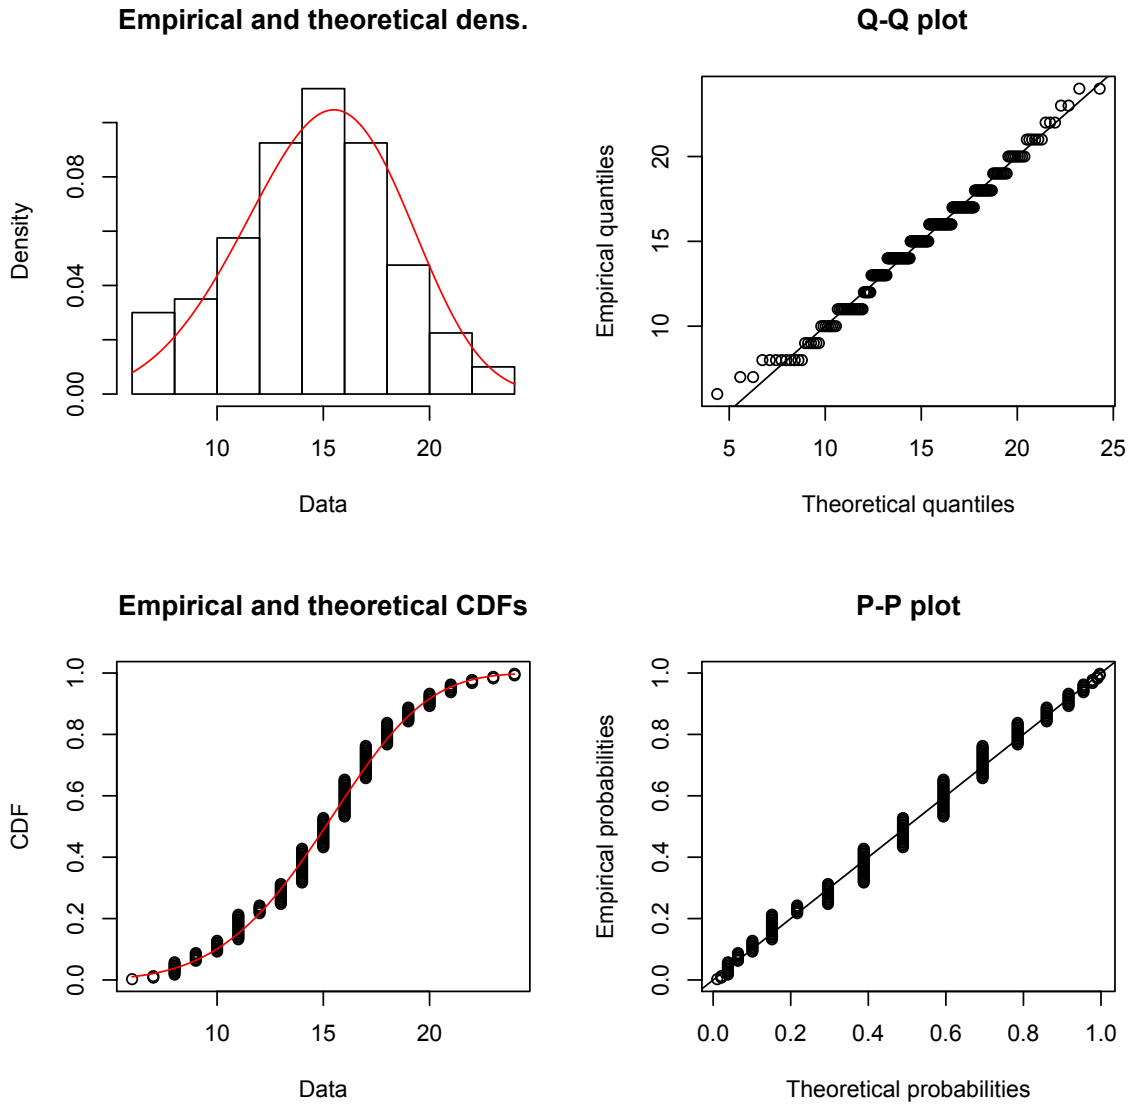 Empirical and theoretical dens.
Density
0.00
0.04
0.08
10
15
20
Data
Q-Q plot
Empirical quantiles
10
15
20
5
10
15
20
25
Theoretical quantiles
Empirical and theoretical CDFs
CDF
0.0
0.2
0.4
0.6
0.8
1.0
10
15
20
Data
P-P plot
Empirical probabilities
0.0
0.2
0.4
0.6
0.8
1.0
0.0
0.2
0.4
0.6
0.8
1.0
Theoretical probabilities